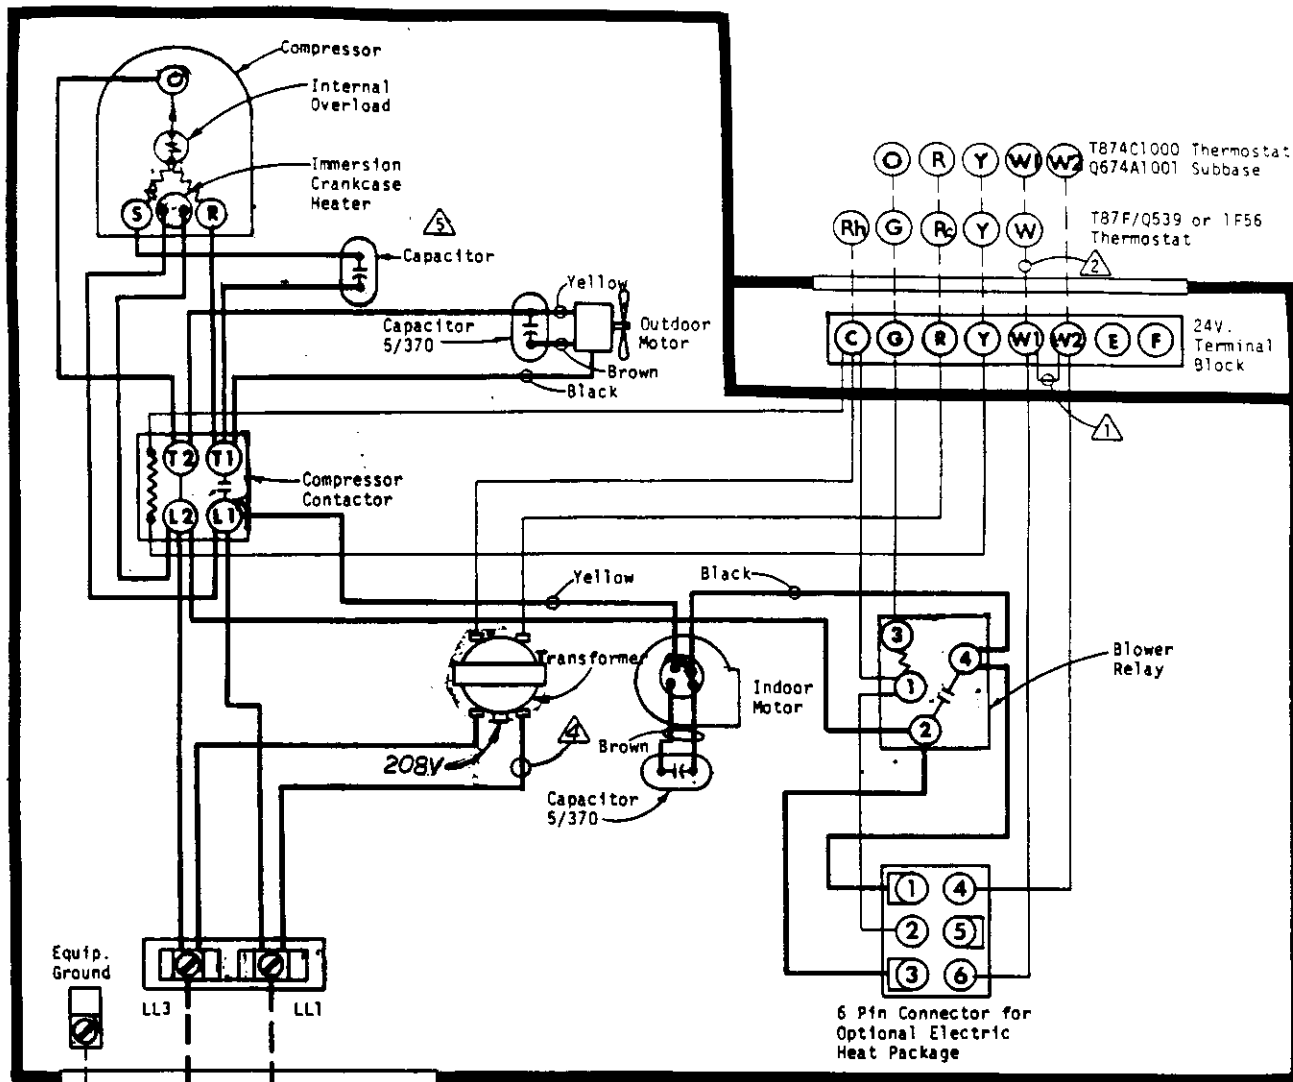 Compressor
C
Internal
Overload
Immersion
Crankcase
Heater
S
R
5
Capacitor
Yellow
Capacitor
5/370
Outdoor
Motor
Brown
Black
O R Y W1 W2
T874C1000 Thermostat
Q674A1001 Subbase
Rh G Rc Y W
T87F/Q539 or 1F56
Thermostat
2
C G R Y W1 W2 E F
24V.
Terminal
Block
1
T2 T1
L2 L1
Compressor
Contactor
Yellow
Black
Transformer
208V
4
Indoor
Motor
Brown
Capacitor
5/370
3
4
1
2
Blower
Relay
1 4
2 5
3 6
6 Pin Connector for
Optional Electric
Heat Package
Equip.
Ground
LL3
LL1